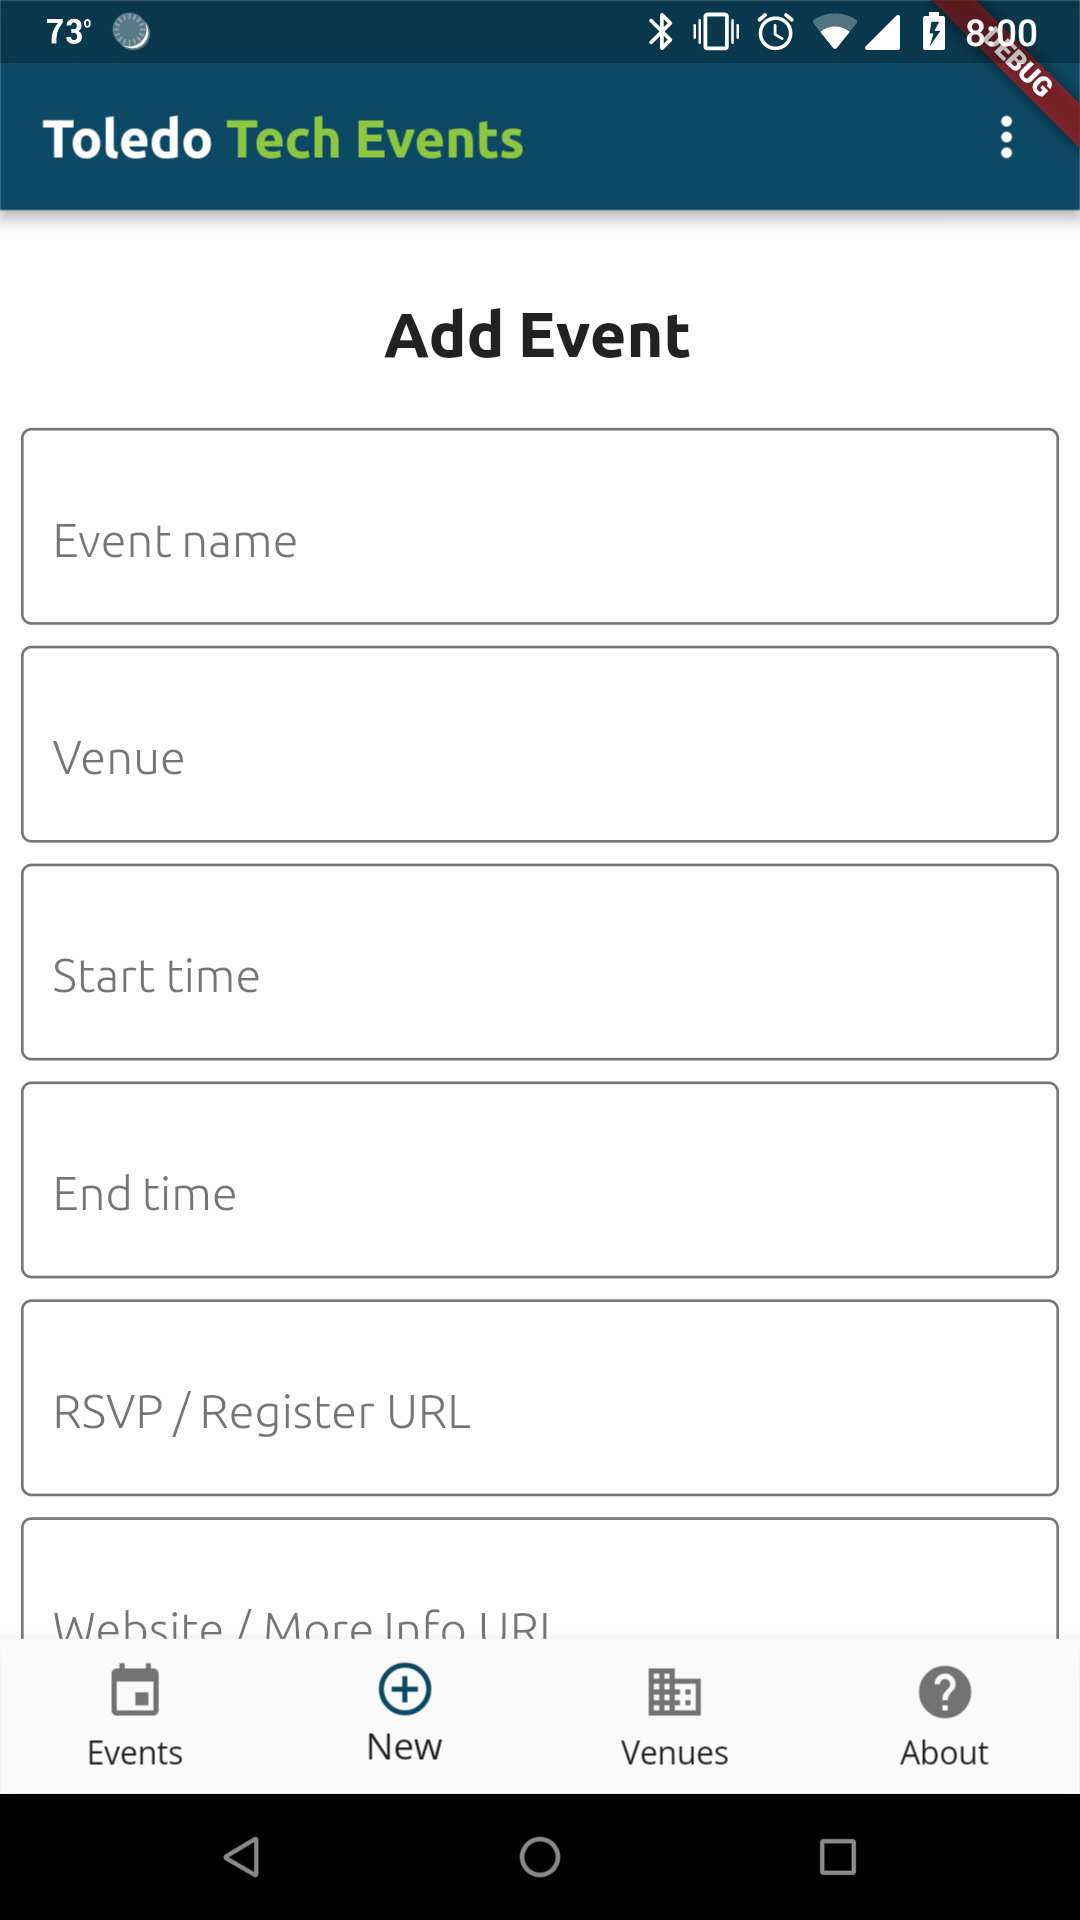 73° 8:00
DEBUG
Toledo Tech Events
Add Event
Event name
Venue
Start time
End time
RSVP / Register URL
Website / More Info URL
Events New Venues About